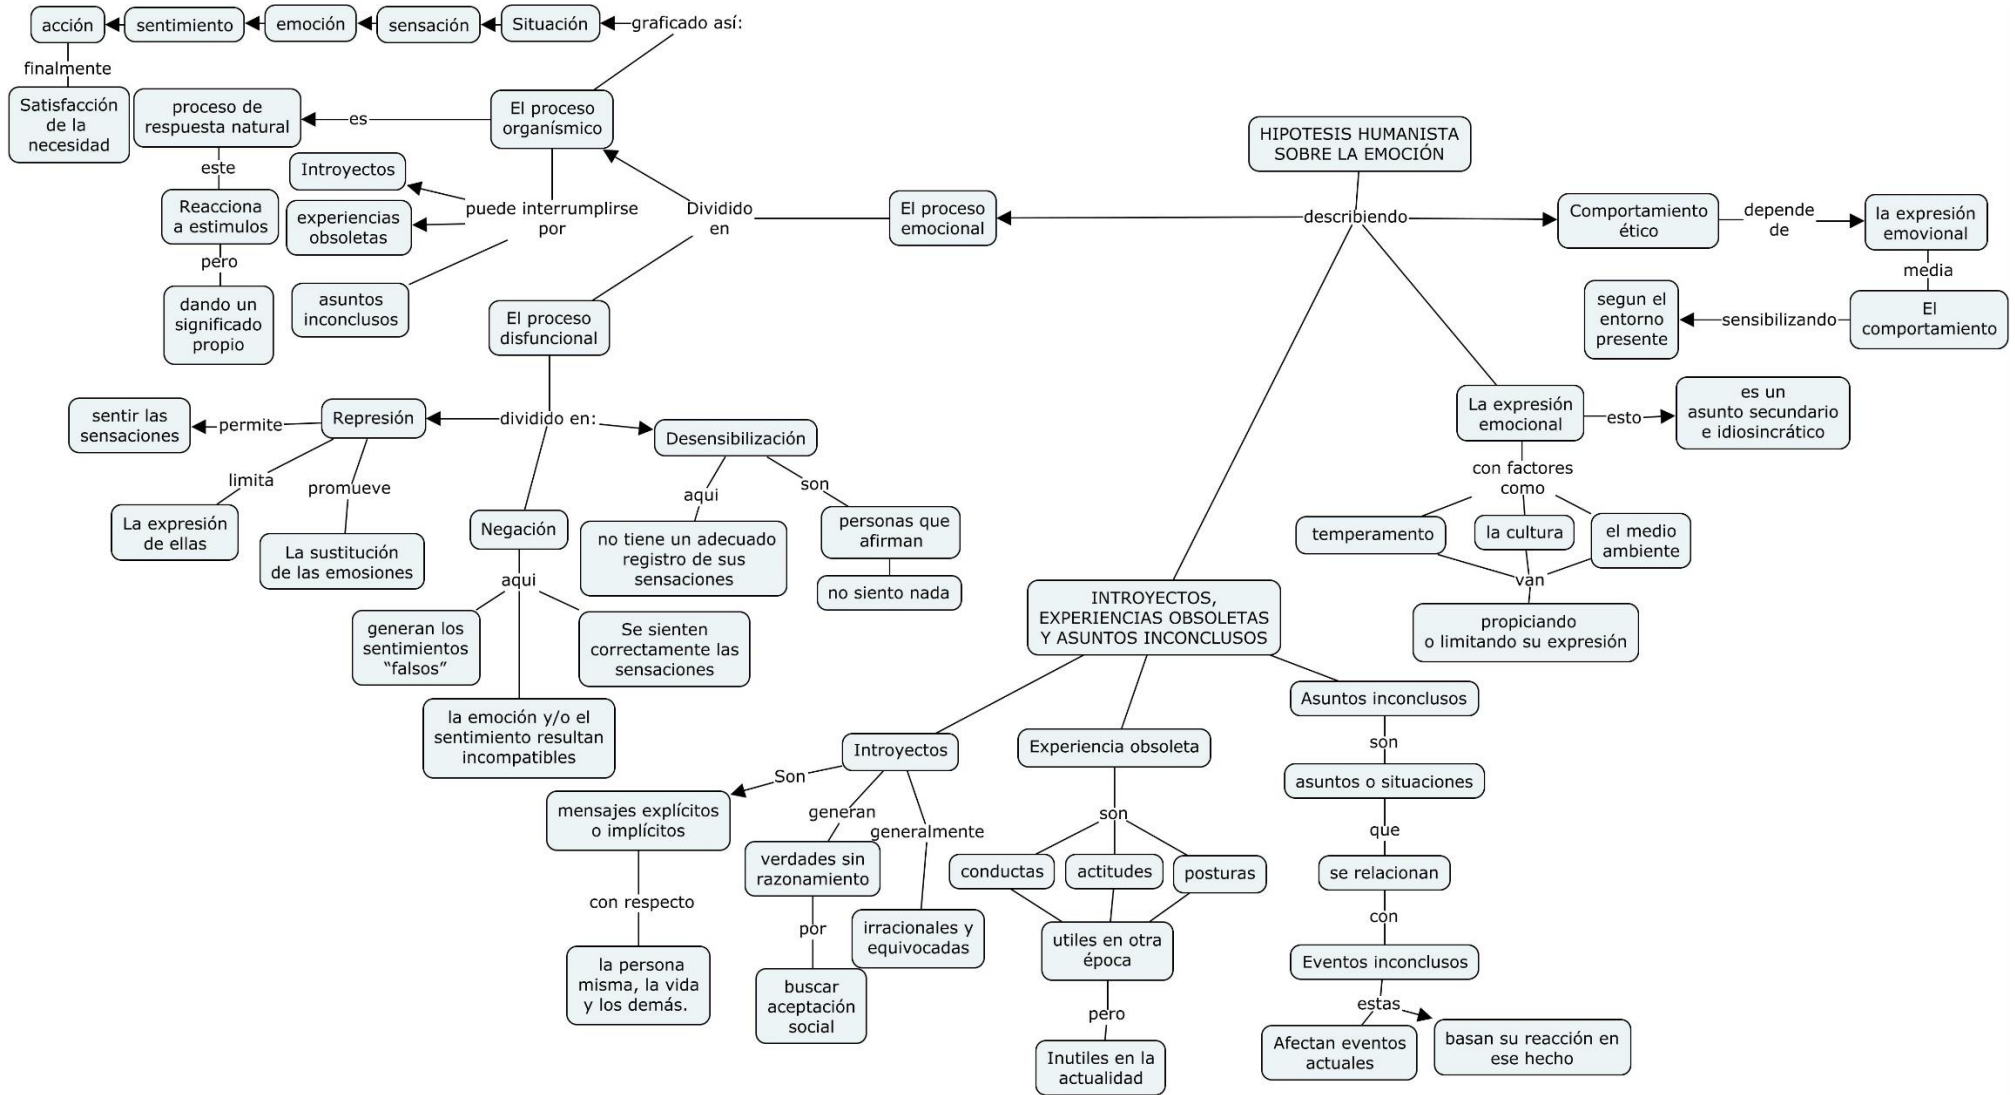 acción
sentimiento
emoción
sensación
Situación
graficado así:
finalmente
Satisfacción
de la
necesidad
proceso de
respuesta natural
es
El proceso
organísmico
este
Reacciona
a estimulos
pero
dando un
significado
propio
Introyectos
experiencias
obsoletas
asuntos
inconclusos
puede interrumpirse
por
Dividido
en
El proceso
emocional
HIPOTESIS HUMANISTA
SOBRE LA EMOCIÓN
describiendo
Comportamiento
ético
depende
de
la expresión
emovional
media
El
comportamiento
sensibilizando
segun el
entorno
presente
El proceso
disfuncional
dividido en:
Represión
permite
sentir las
sensaciones
limita
La expresión
de ellas
promueve
La sustitución
de las emosiones
Negación
aqui
generan los
sentimientos
“falsos”
la emoción y/o el
sentimiento resultan
incompatibles
Se sienten
correctamente las
sensaciones
Desensibilización
aqui
no tiene un adecuado
registro de sus
sensaciones
son
personas que
afirman
no siento nada
La expresión
emocional
esto
es un
asunto secundario
e idiosincrático
con factores
como
temperamento
la cultura
el medio
ambiente
van
propiciando
o limitando su expresión
INTROYECTOS,
EXPERIENCIAS OBSOLETAS
Y ASUNTOS INCONCLUSOS
Introyectos
Son
mensajes explícitos
o implícitos
con respecto
la persona
misma, la vida
y los demás.
generan
verdades sin
razonamiento
por
buscar
aceptación
social
generalmente
irracionales y
equivocadas
Experiencia obsoleta
són
conductas
actitudes
posturas
utiles en otra
época
pero
Inutiles en la
actualidad
Asuntos inconclusos
son
asuntos o situaciones
que
se relacionan
con
Eventos inconclusos
estas
Afectan eventos
actuales
basan su reacción en
ese hecho